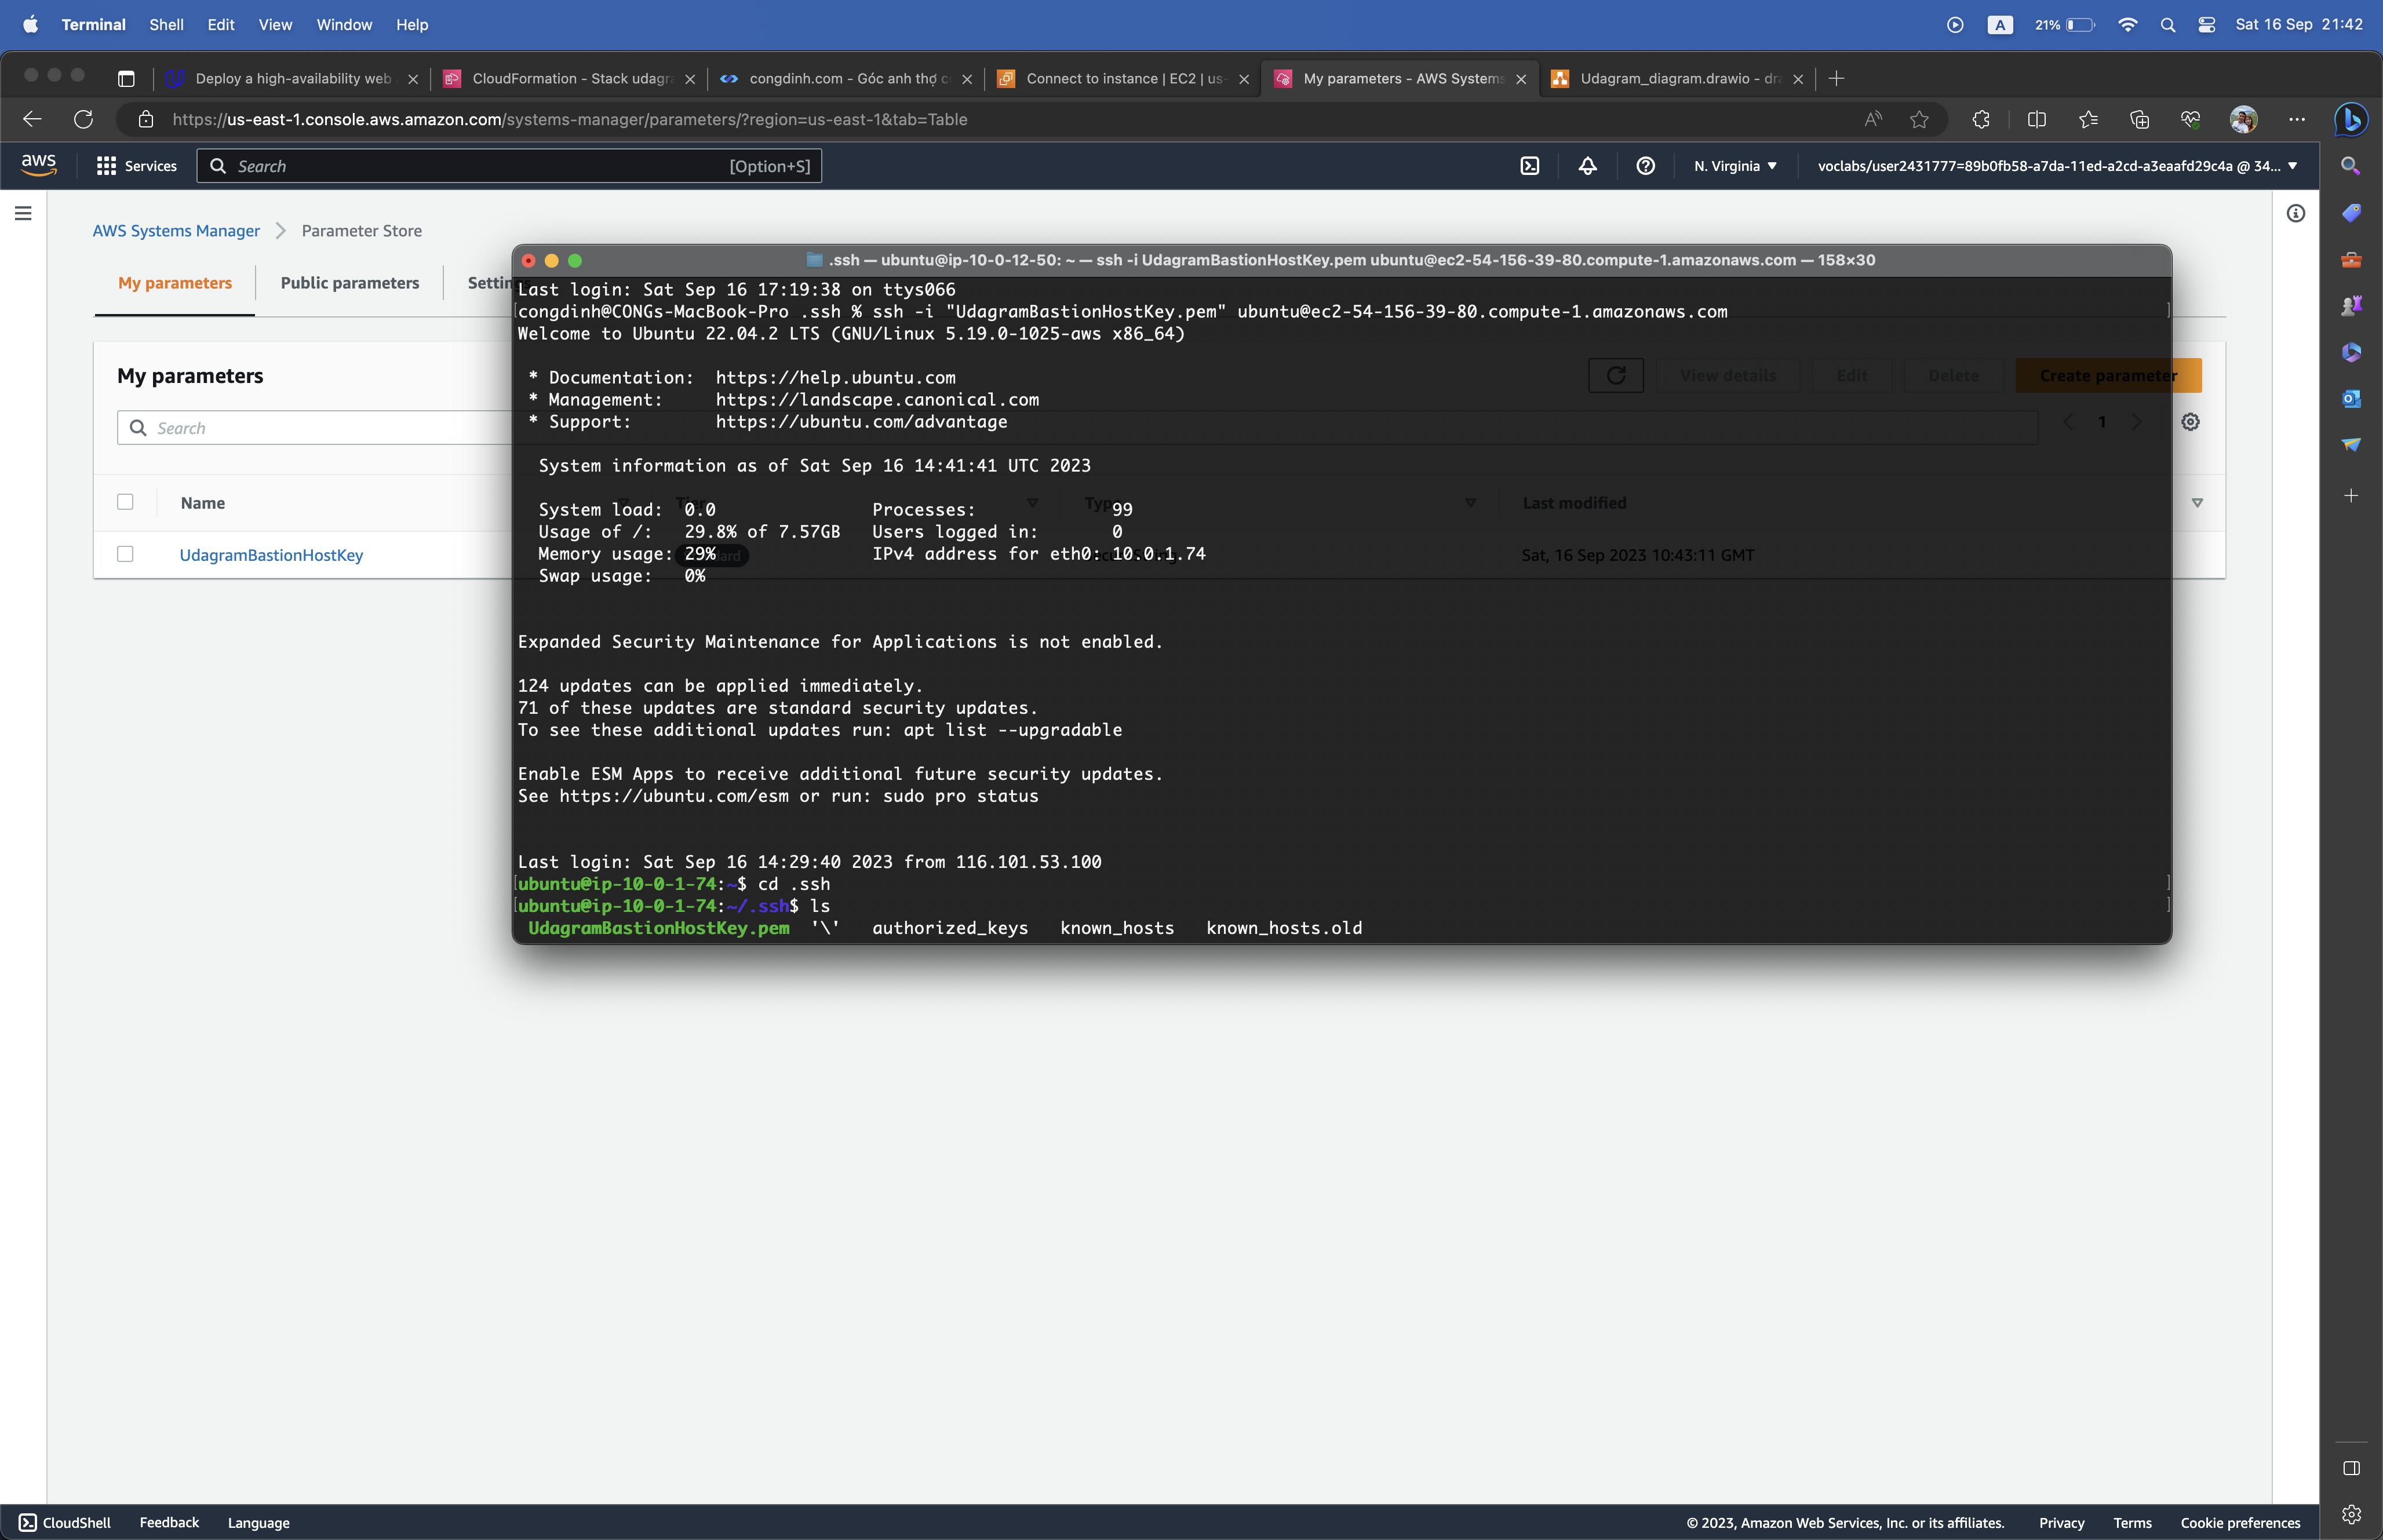 Terminal Shell Edit View Window Help
A 21% Sat 16 Sep 21:42
Deploy a high-availability web
CloudFormation - Stack udagra
congdinh.com - Góc anh thợ c
Connect to instance | EC2 | us-
My parameters - AWS Systems
Udagram_diagram.drawio - dra
https://us-east-1.console.aws.amazon.com/systems-manager/parameters/?region=us-east-1&tab=Table
aws Services Search [Option+S] N. Virginia voclabs/user2431777=89b0fb58-a7da-11ed-a2cd-a3eaafd29c4a @ 34...
AWS Systems Manager Parameter Store
My parameters Public parameters Settin
My parameters
View details Edit Delete Create parameter
Search
1
Name Tier Type Last modified
UdagramBastionHostKey Sat, 16 Sep 2023 10:43:11 GMT
.ssh — ubuntu@ip-10-0-12-50: ~ — ssh -i UdagramBastionHostKey.pem ubuntu@ec2-54-156-39-80.compute-1.amazonaws.com — 158×30
Last login: Sat Sep 16 17:19:38 on ttys066
congdinh@CONGs-MacBook-Pro .ssh % ssh -i "UdagramBastionHostKey.pem" ubuntu@ec2-54-156-39-80.compute-1.amazonaws.com
Welcome to Ubuntu 22.04.2 LTS (GNU/Linux 5.19.0-1025-aws x86_64)
* Documentation: https://help.ubuntu.com
* Management: https://landscape.canonical.com
* Support: https://ubuntu.com/advantage
System information as of Sat Sep 16 14:41:41 UTC 2023
System load: 0.0 Processes: 99
Usage of /: 29.8% of 7.57GB Users logged in: 0
Memory usage: 29% IPv4 address for eth0: 10.0.1.74
Swap usage: 0%
Expanded Security Maintenance for Applications is not enabled.
124 updates can be applied immediately.
71 of these updates are standard security updates.
To see these additional updates run: apt list --upgradable
Enable ESM Apps to receive additional future security updates.
See https://ubuntu.com/esm or run: sudo pro status
Last login: Sat Sep 16 14:29:40 2023 from 116.101.53.100
ubuntu@ip-10-0-1-74:~$ cd .ssh
ubuntu@ip-10-0-1-74:~/.ssh$ ls
UdagramBastionHostKey.pem '\' authorized_keys known_hosts known_hosts.old
CloudShell Feedback Language © 2023, Amazon Web Services, Inc. or its affiliates. Privacy Terms Cookie preferences